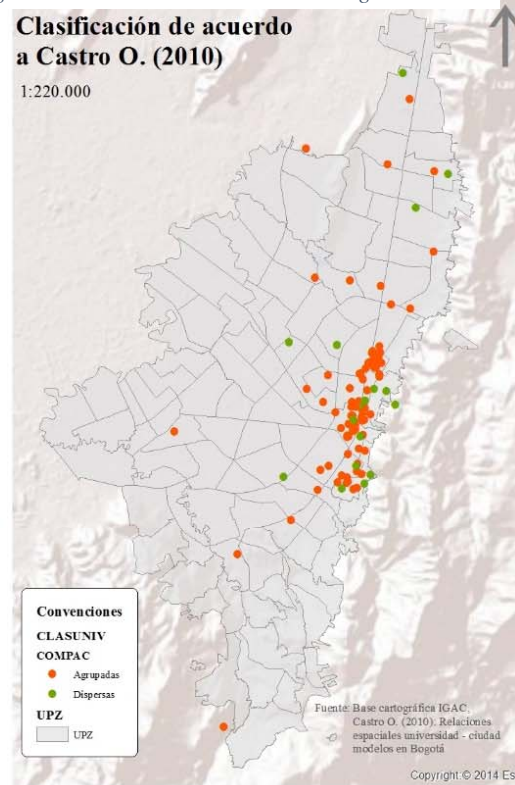 Clasificación de acuerdo
a Castro O. (2010)
1:220.000
Convenciones
CLASUNIV
COMPAC
Agrupadas
Dispersas
UPZ
UPZ
Fuente: Base cartográfica IGAC,
Castro O. (2010). Relaciones
espaciales universidad - ciudad
modelos en Bogotá
Copyright:© 2014 Es